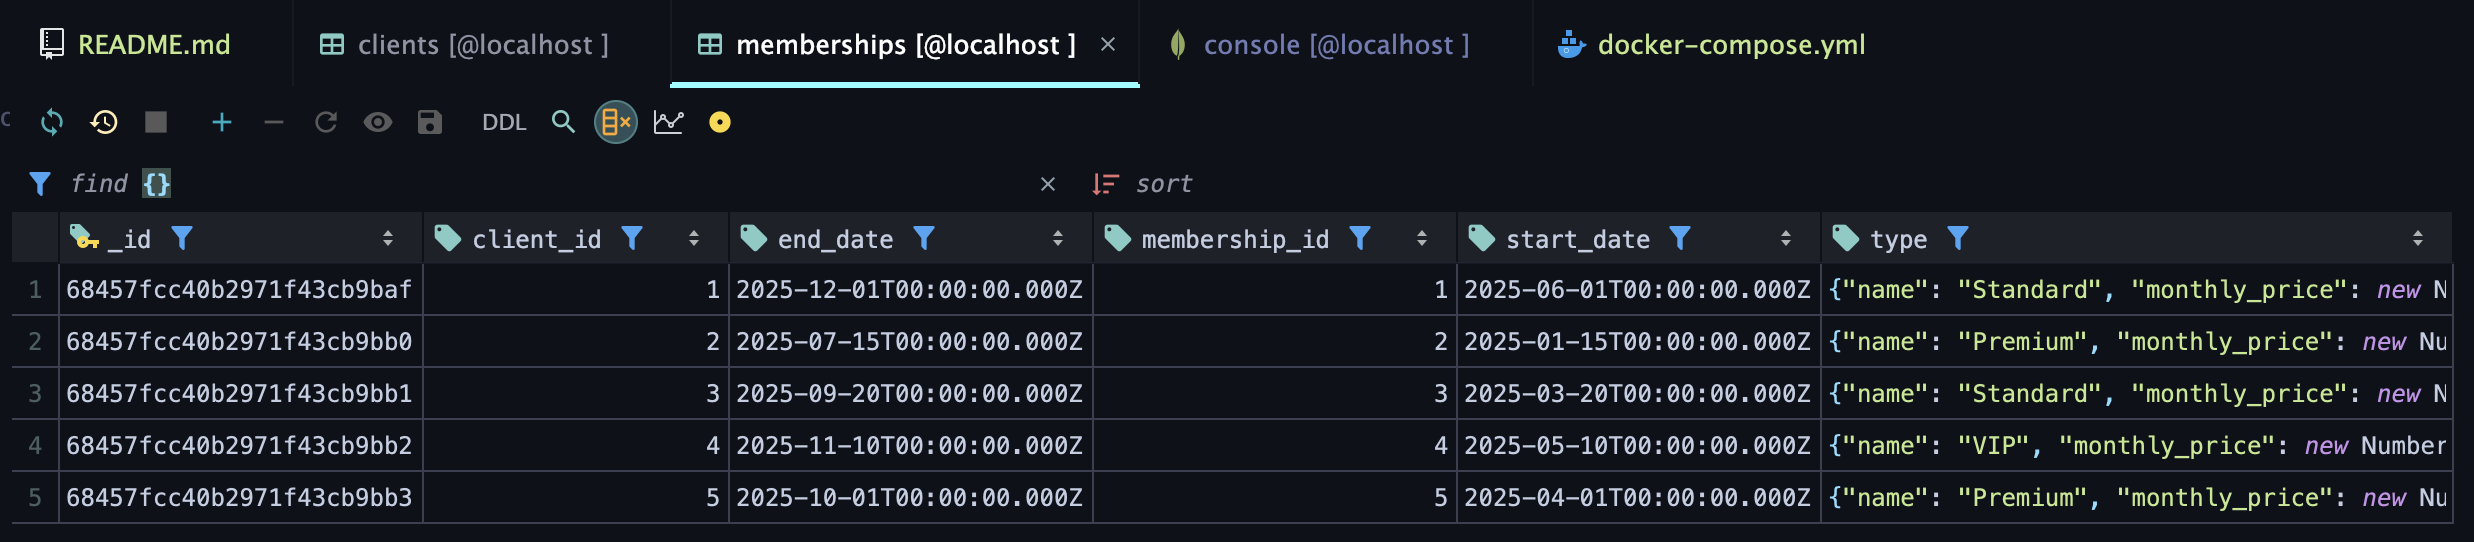 README.md clients [@localhost ] memberships [@localhost ] console [@localhost ] docker-compose.yml
DDL
find {} sort
_id client_id end_date membership_id start_date type
1 68457fcc40b2971f43cb9baf 1 2025-12-01T00:00:00.000Z 1 2025-06-01T00:00:00.000Z {"name": "Standard", "monthly_price": new N
2 68457fcc40b2971f43cb9bb0 2 2025-07-15T00:00:00.000Z 2 2025-01-15T00:00:00.000Z {"name": "Premium", "monthly_price": new Nu
3 68457fcc40b2971f43cb9bb1 3 2025-09-20T00:00:00.000Z 3 2025-03-20T00:00:00.000Z {"name": "Standard", "monthly_price": new N
4 68457fcc40b2971f43cb9bb2 4 2025-11-10T00:00:00.000Z 4 2025-05-10T00:00:00.000Z {"name": "VIP", "monthly_price": new Number
5 68457fcc40b2971f43cb9bb3 5 2025-10-01T00:00:00.000Z 5 2025-04-01T00:00:00.000Z {"name": "Premium", "monthly_price": new Nu